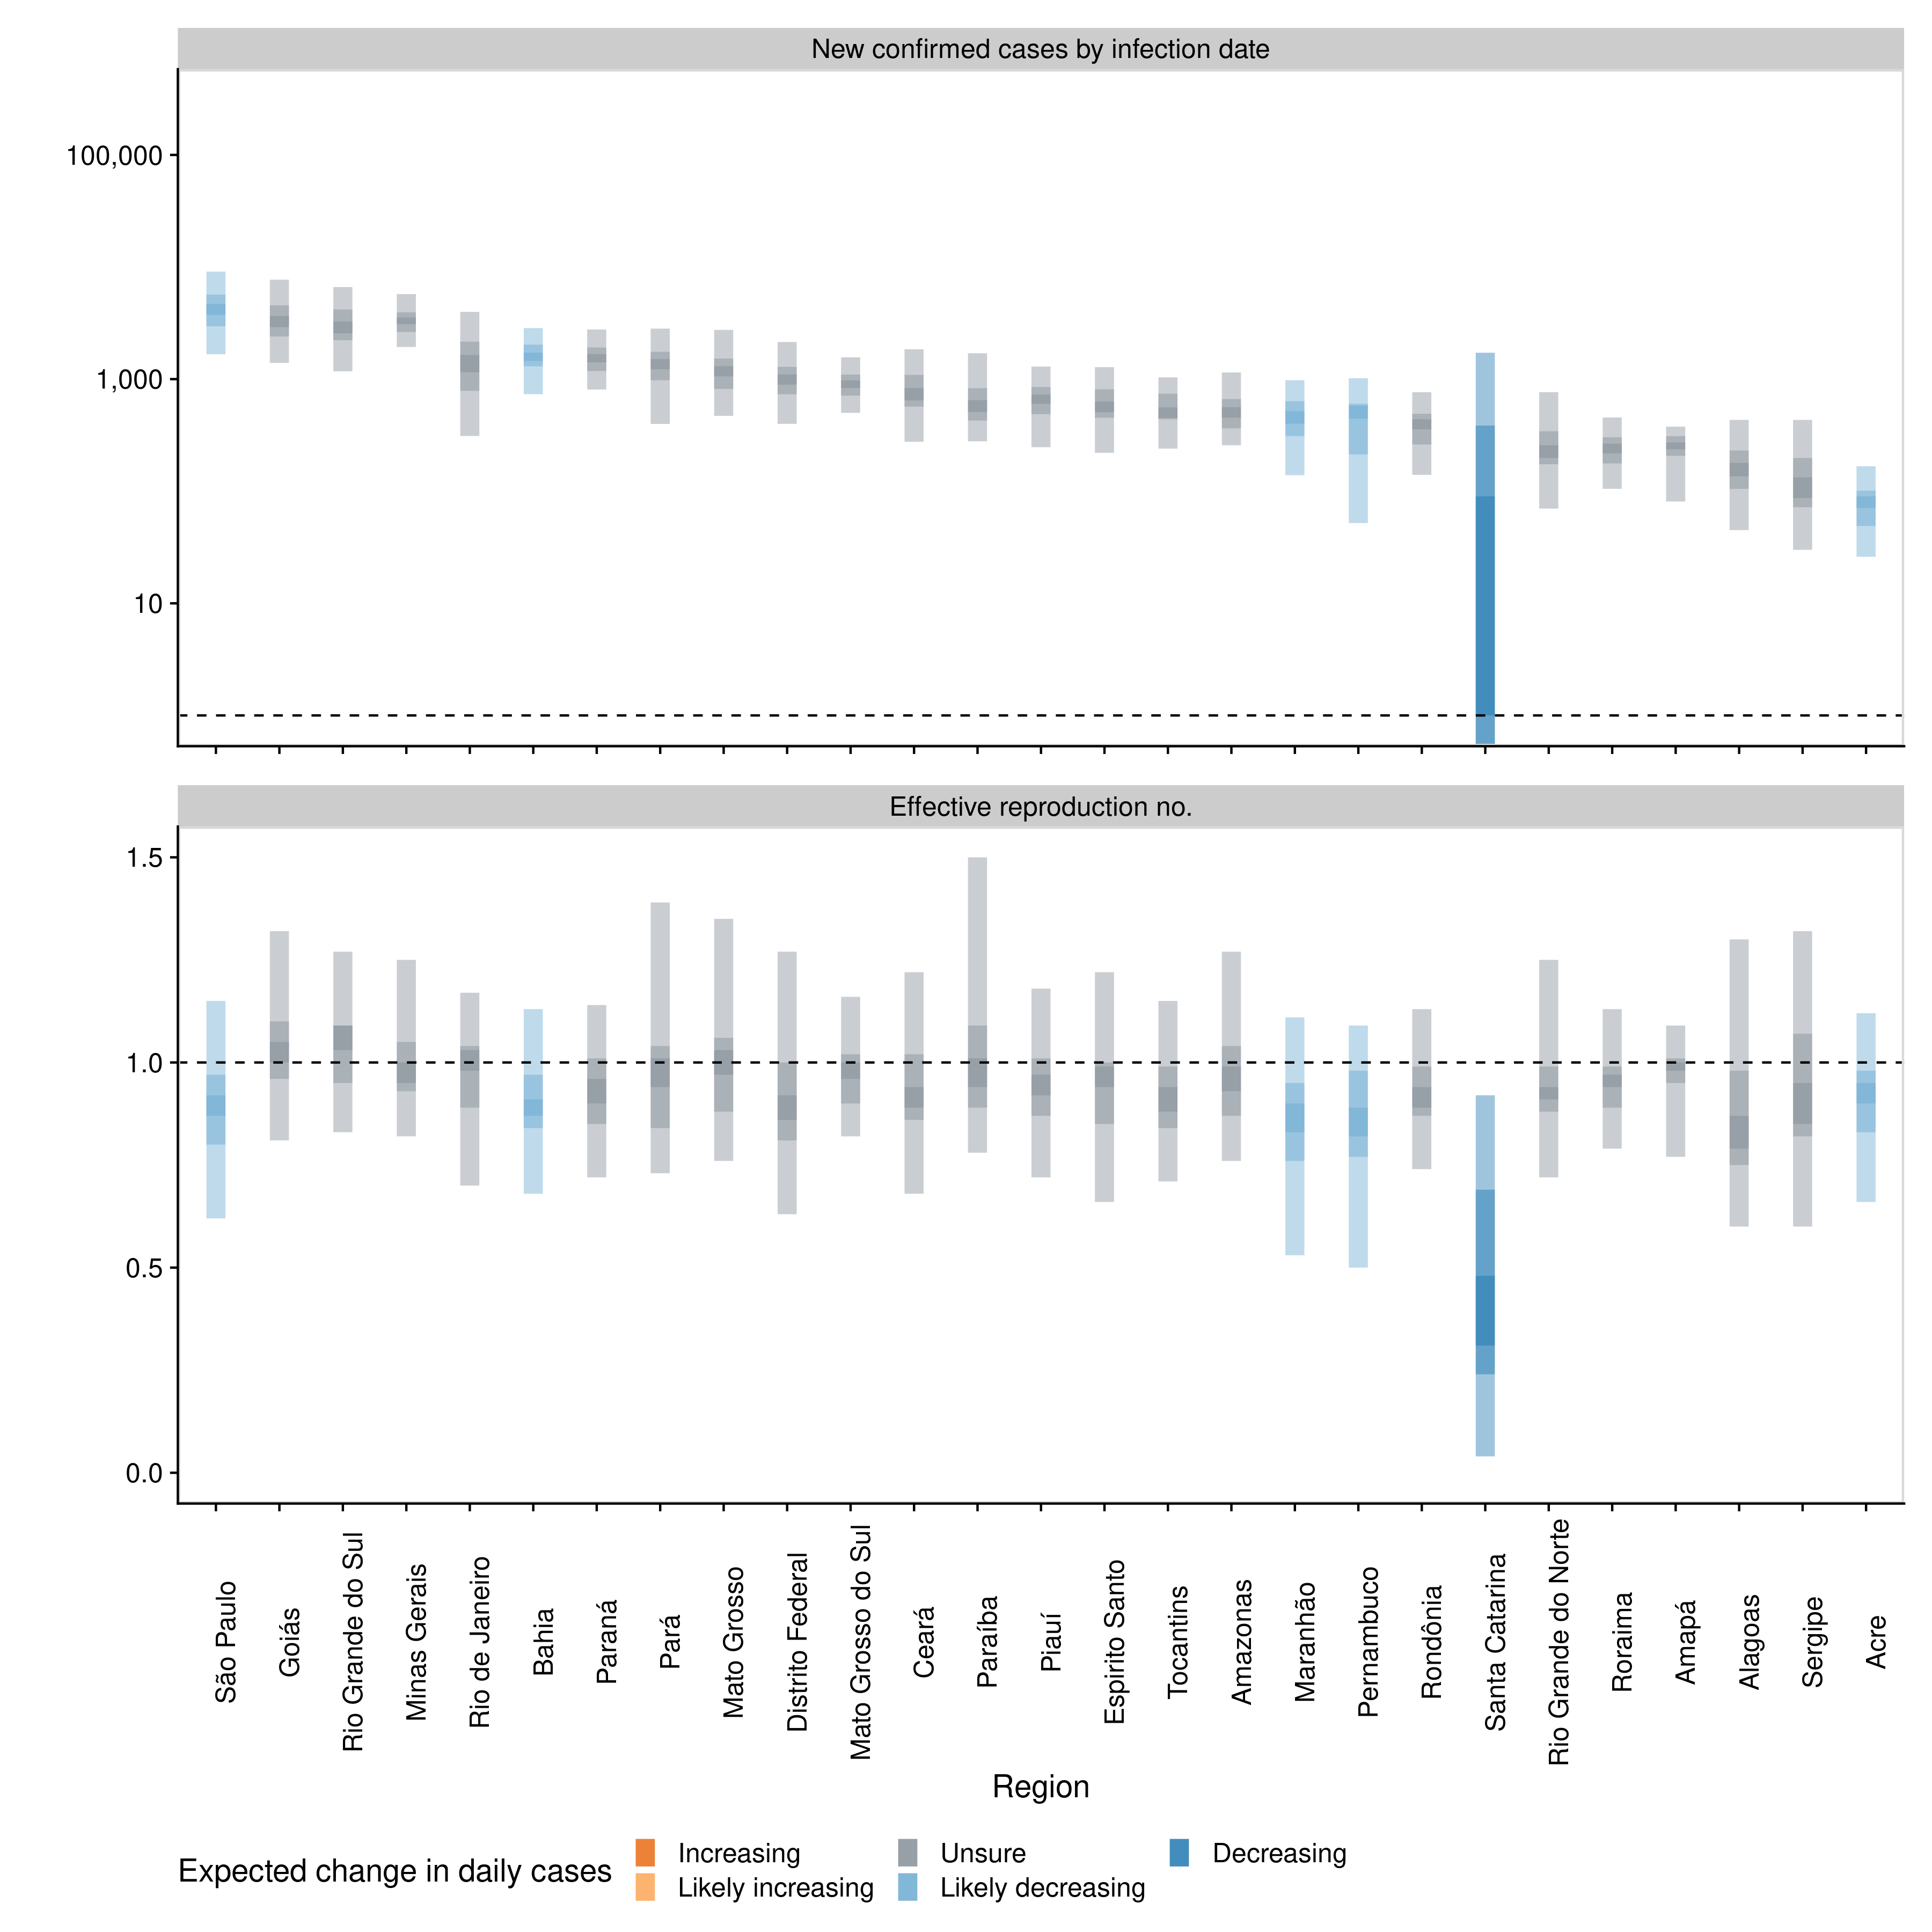 New confirmed cases by infection date
100,000
1,000
10
Effective reproduction no.
1.5
1.0
0.5
0.0
São Paulo
Goiás
Rio Grande do Sul
Minas Gerais
Rio de Janeiro
Bahia
Paraná
Pará
Mato Grosso
Distrito Federal
Mato Grosso do Sul
Ceará
Paraíba
Piauí
Espirito Santo
Tocantins
Amazonas
Maranhão
Pernambuco
Rondônia
Santa Catarina
Rio Grande do Norte
Roraima
Amapá
Alagoas
Sergipe
Acre
Region
Expected change in daily cases
Increasing
Likely increasing
Unsure
Likely decreasing
Decreasing